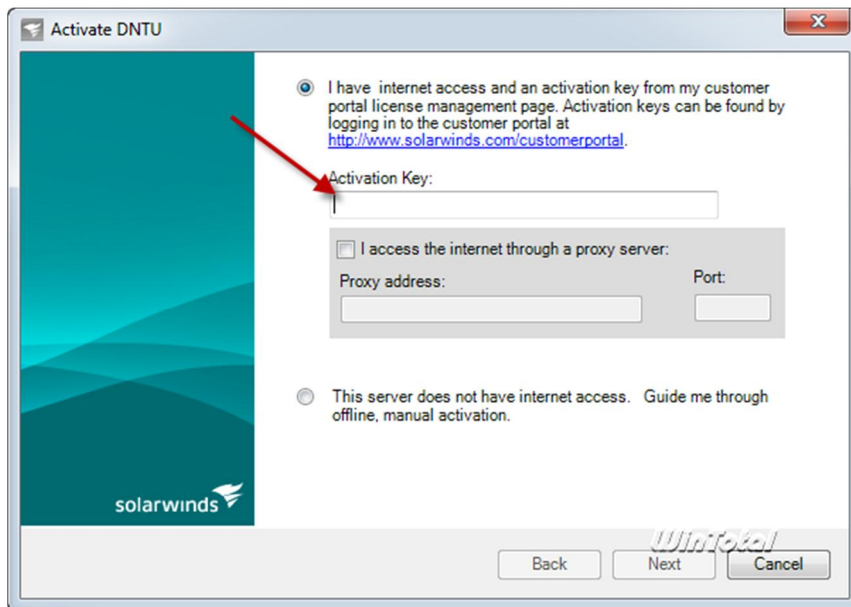 Activate DNTU
I have internet access and an activation key from my customer
portal license management page. Activation keys can be found by
logging in to the customer portal at
http://www.solarwinds.com/customerportal.
Activation Key:
I access the internet through a proxy server:
Proxy address:
Port:
This server does not have internet access. Guide me through
offline, manual activation.
solarwinds
WinTotal
Back
Next
Cancel